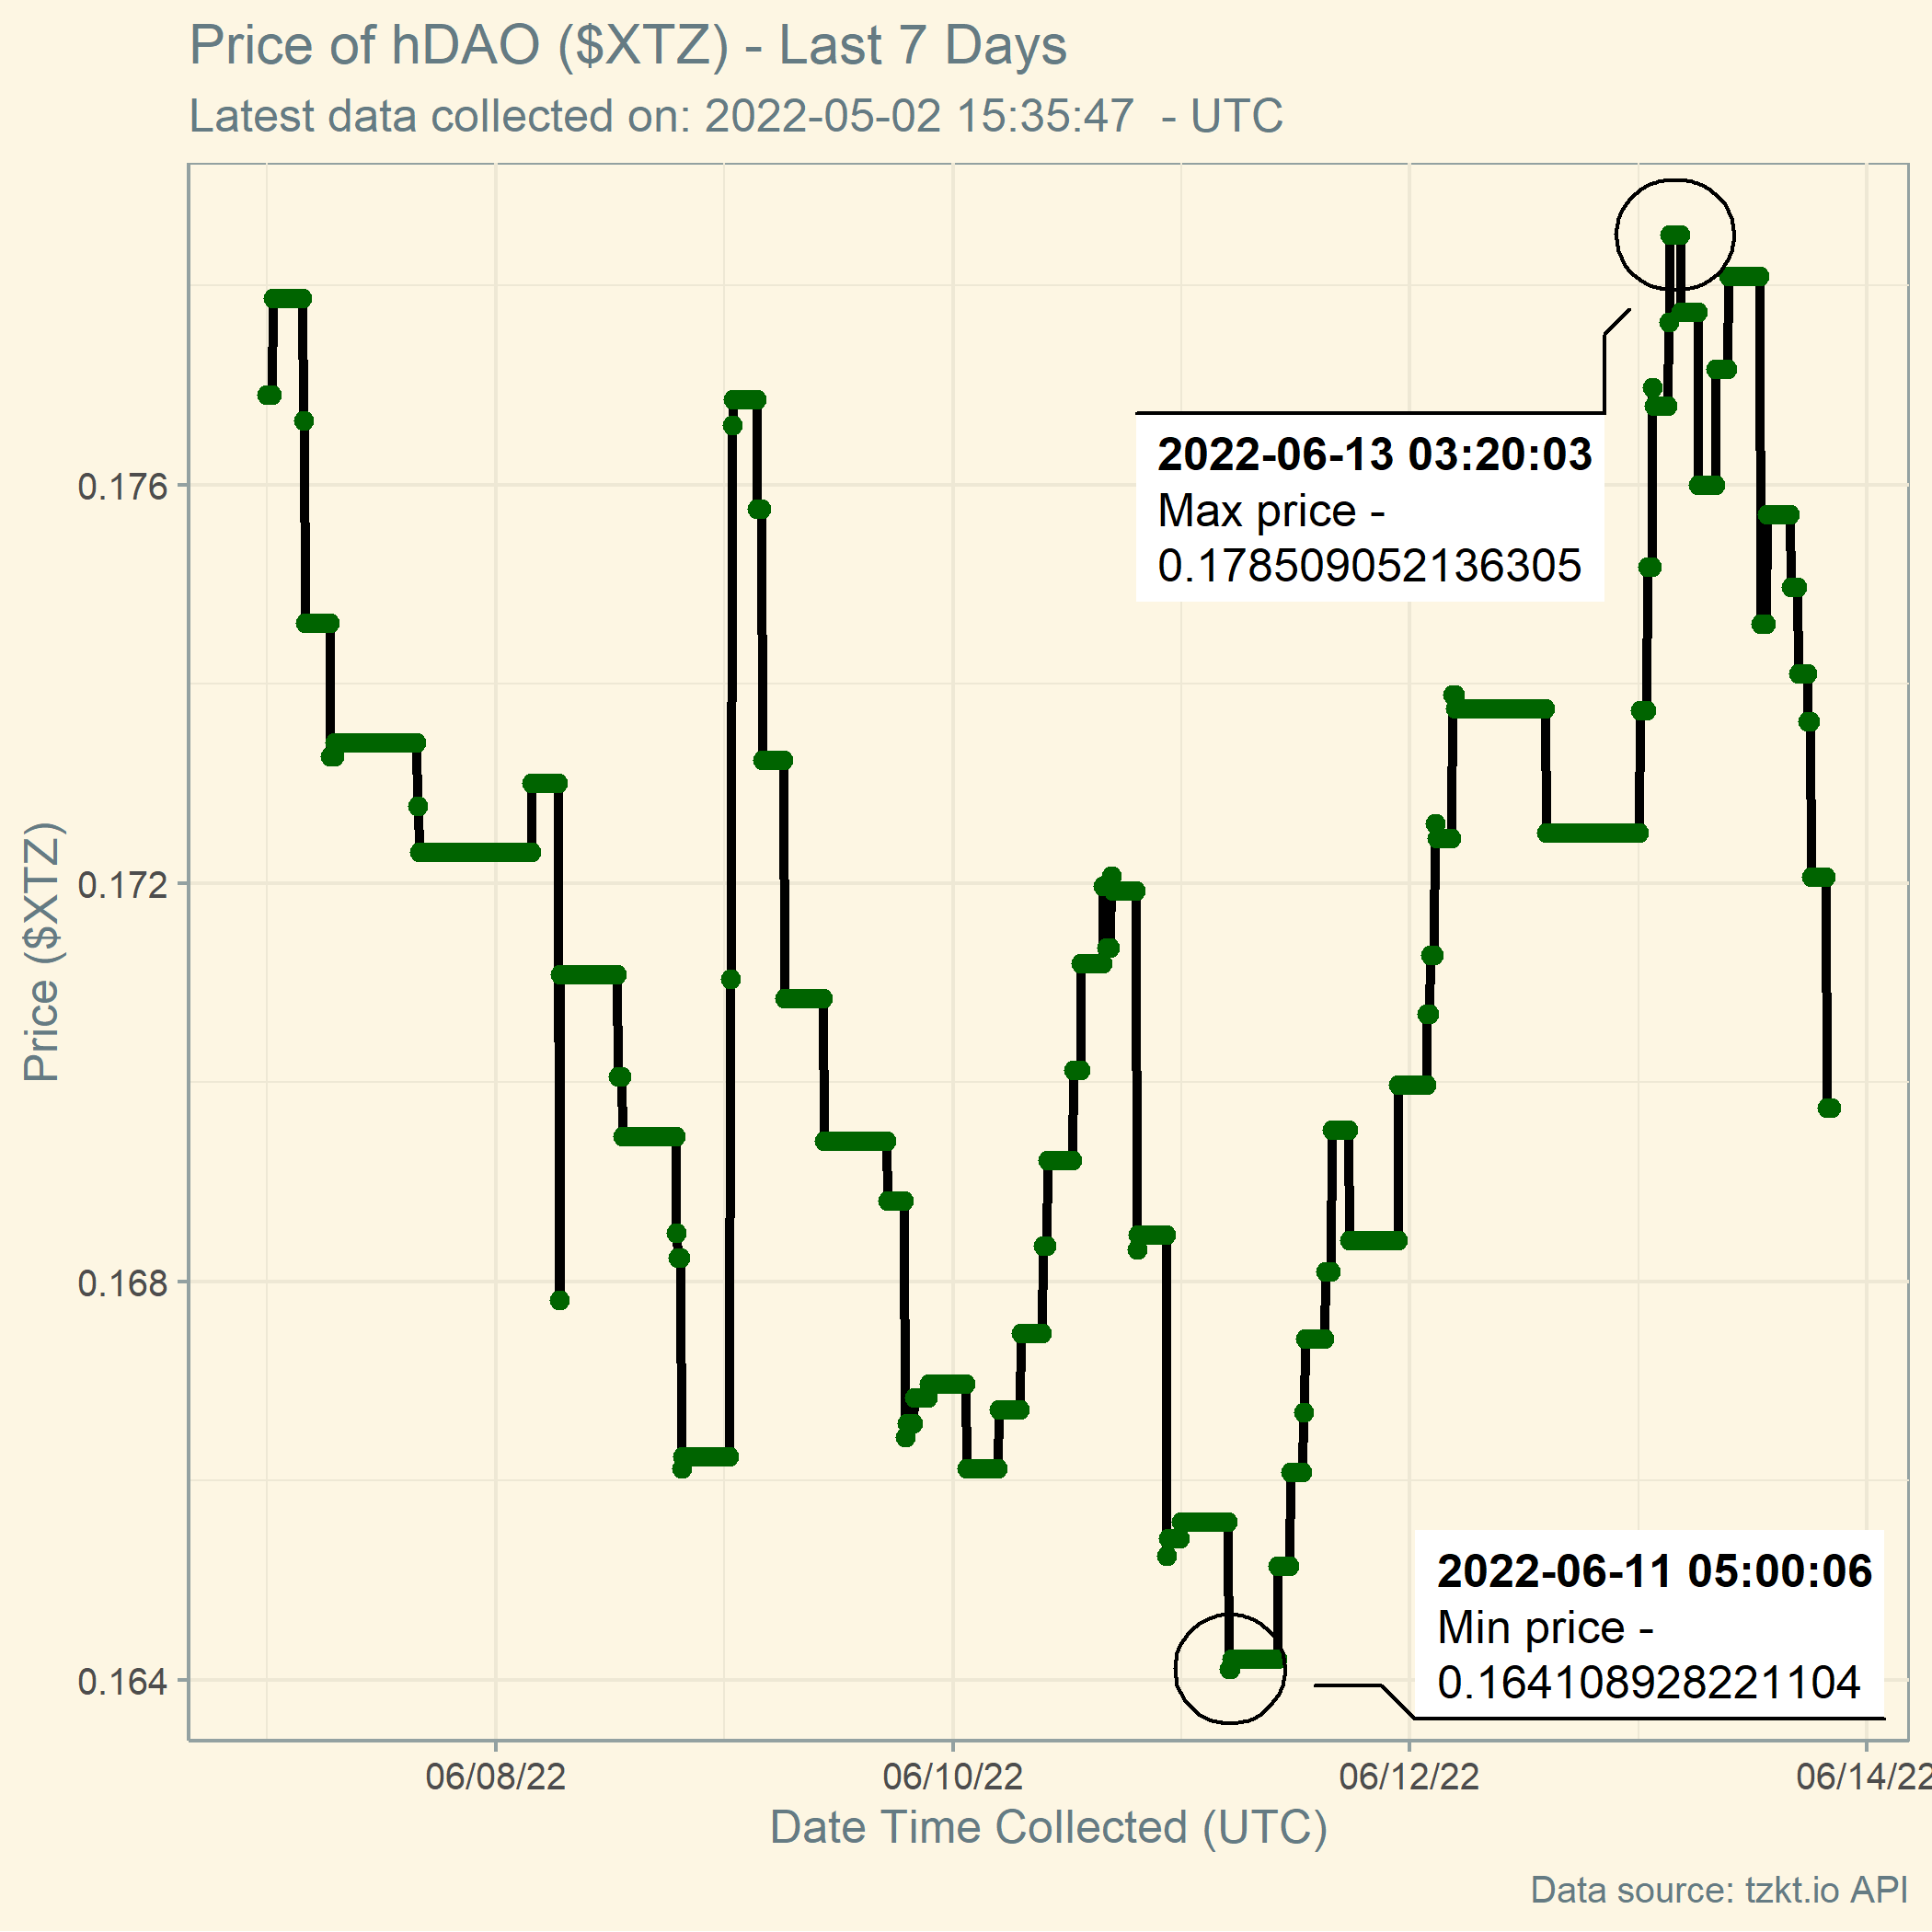 Price of hDAO ($XTZ) - Last 7 Days
Latest data collected on: 2022-05-02 15:35:47  - UTC
2022-06-13 03:20:03
Max price -
0.178509052136305
2022-06-11 05:00:06
Min price -
0.164108928221104
Price ($XTZ)
0.176
0.172
0.168
0.164
06/08/22 06/10/22 06/12/22 06/14/22
Date Time Collected (UTC)
Data source: tzkt.io API